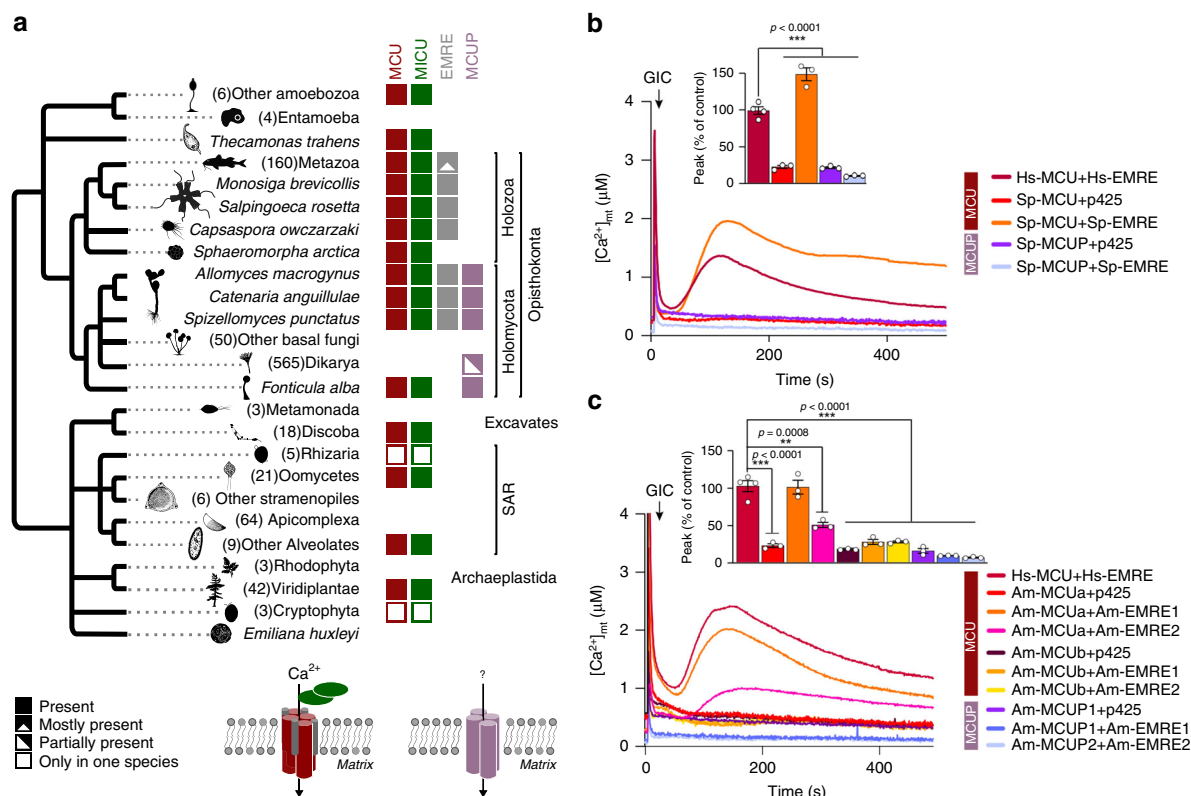 a
MCU
MICU
EMRE
MCUP
(6)Other amoebozoa
(4)Entamoeba
Thecamonas trahens
(160)Metazoa
Monosiga brevicollis
Salpingoeca rosetta
Capsaspora owczarzaki
Sphaeromorpha arctica
Allomyces macrogynus
Catenaria anguillulae
Spizellomyces punctatus
(50)Other basal fungi
(565)Dikarya
Fonticula alba
(3)Metamonada
(18)Discoba
(5)Rhizaria
(21)Oomycetes
(6) Other stramenopiles
(64) Apicomplexa
(9)Other Alveolates
(3)Rhodophyta
(42)Viridiplantae
(3)Cryptophyta
Emiliana huxleyi
Holozoa
Holomycota
Opisthokonta
Excavates
SAR
Archaeplastida
Present
Mostly present
Partially present
Only in one species
Ca2+
Matrix
?
Matrix
b
p < 0.0001
***
GIC
Peak (% of control)
150
100
50
0
[Ca2+]mt (μM)
4
3
2
1
0
0
200
400
Time (s)
MCU
MCUP
Hs-MCU+Hs-EMRE
Sp-MCU+p425
Sp-MCU+Sp-EMRE
Sp-MCUP+p425
Sp-MCUP+Sp-EMRE
c
p < 0.0001
***
p = 0.0008
**
p < 0.0001
***
GIC
Peak (% of control)
150
100
50
0
[Ca2+]mt (μM)
4
3
2
1
0
0
200
400
Time (s)
MCU
MCUP
Hs-MCU+Hs-EMRE
Am-MCUa+p425
Am-MCUa+Am-EMRE1
Am-MCUa+Am-EMRE2
Am-MCUb+p425
Am-MCUb+Am-EMRE1
Am-MCUb+Am-EMRE2
Am-MCUP1+p425
Am-MCUP1+Am-EMRE1
Am-MCUP2+Am-EMRE2